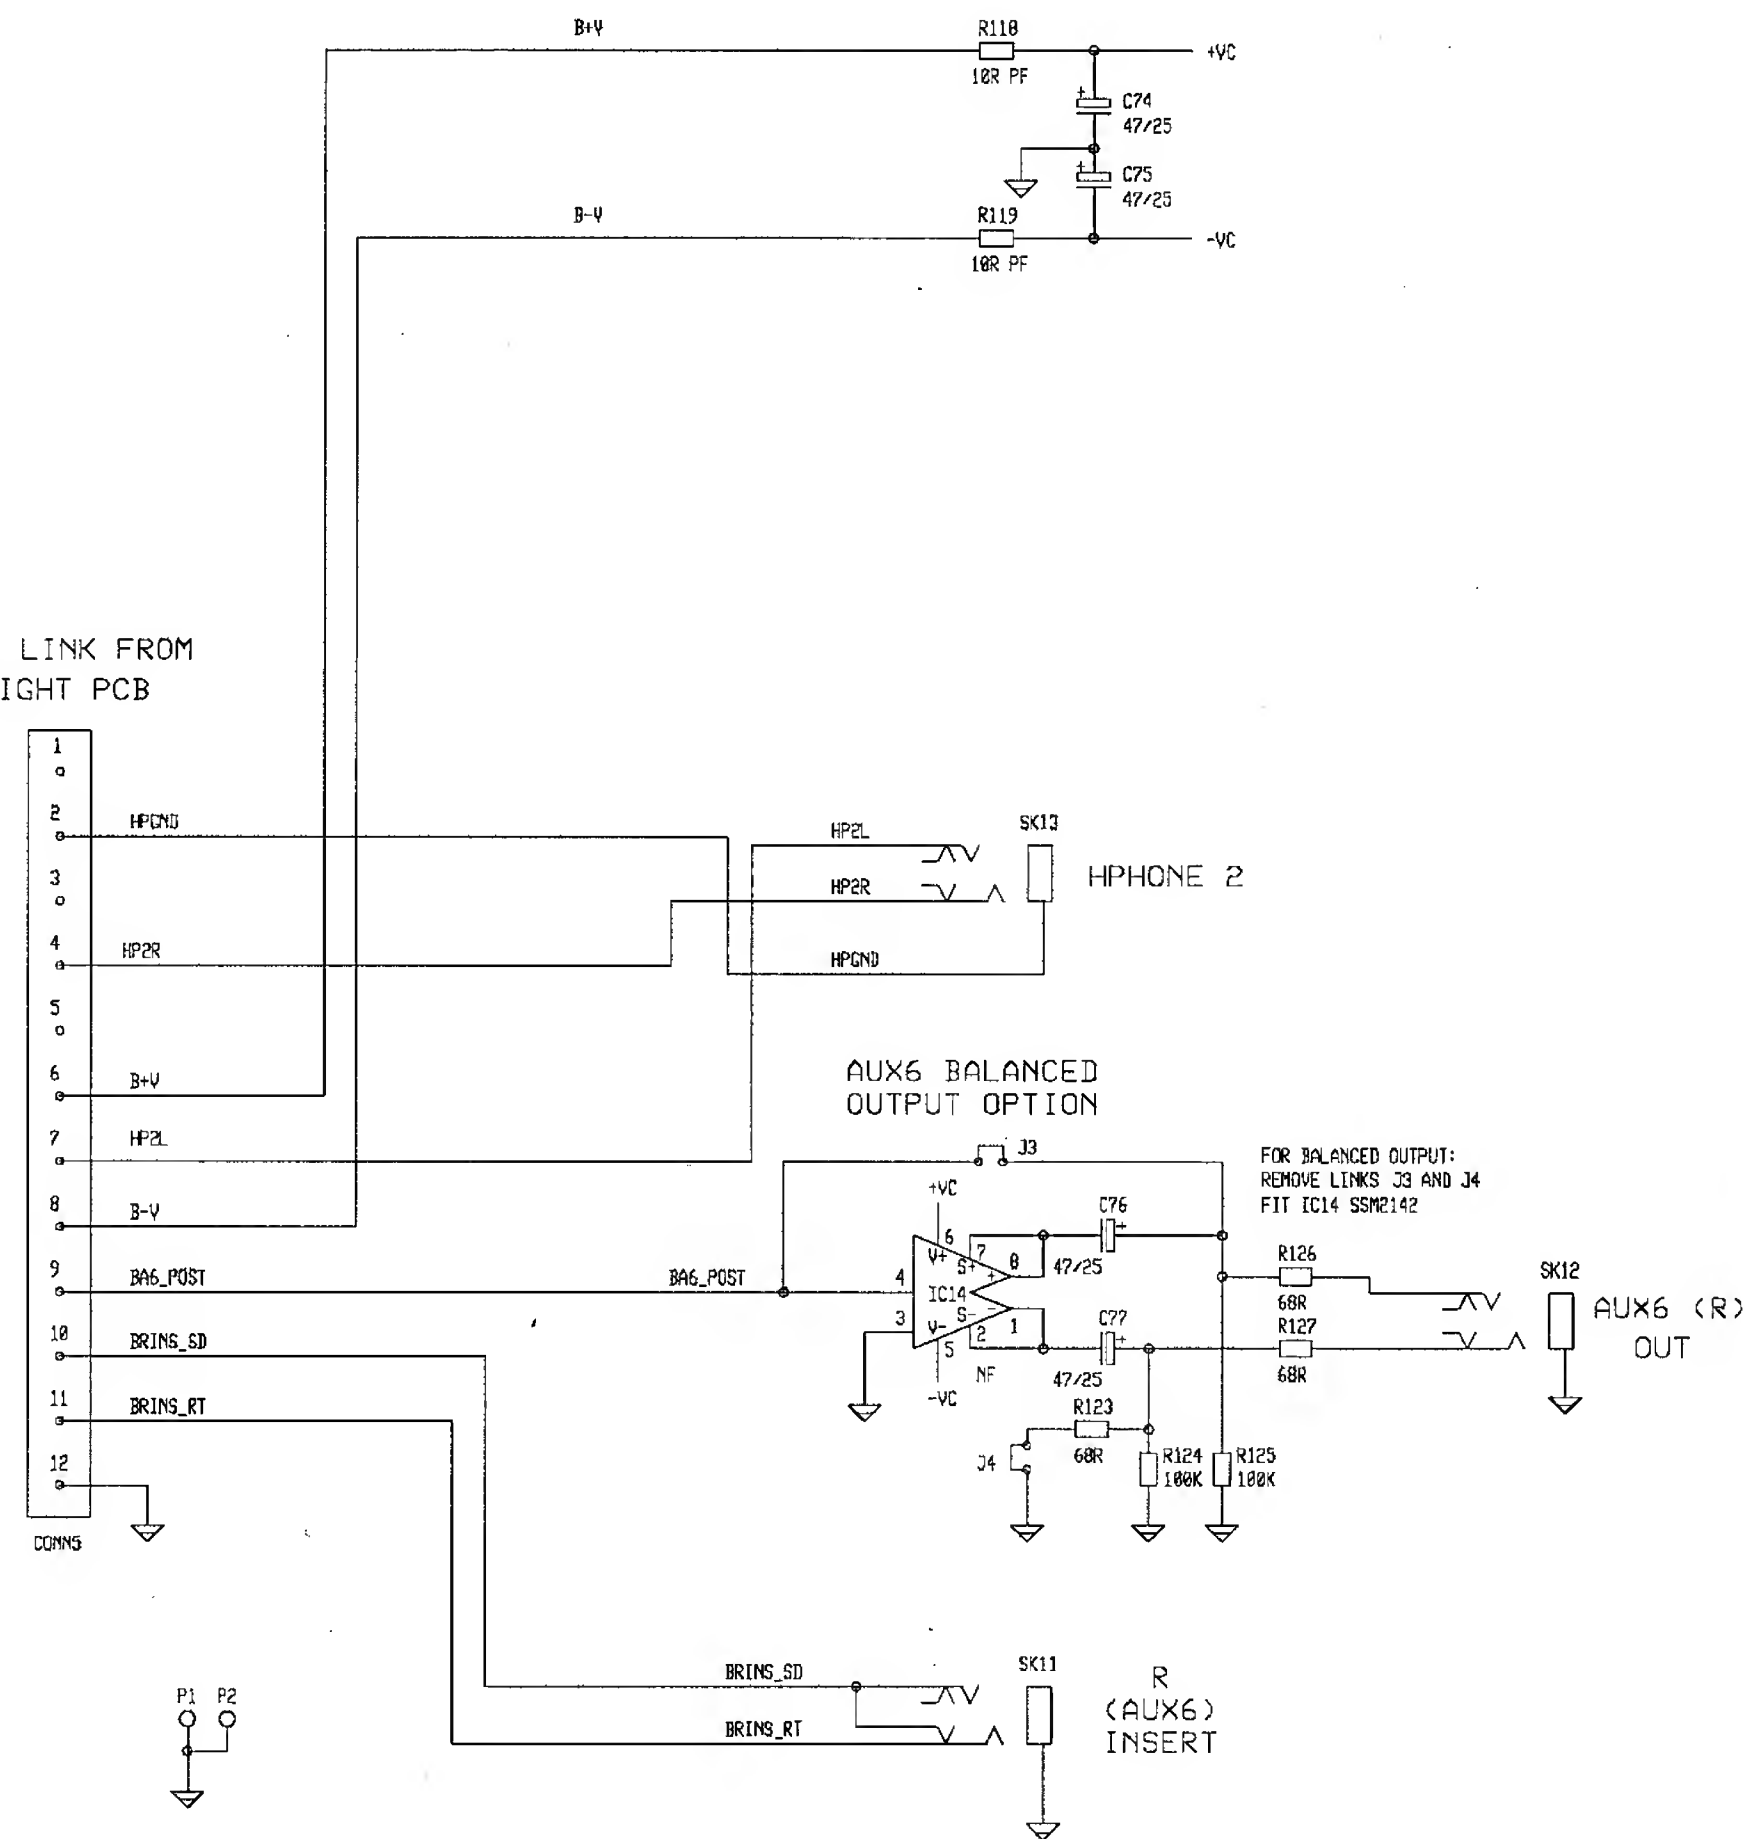 B+V
R118
10R PF
+VC
C74
47/25
C75
47/25
B-V
R119
10R PF
-VC
LINK FROM
IGHT PCB
1
2
HPGND
3
4
HP2R
5
6
B+V
7
HP2L
8
B-V
9
BA6_POST
10
BRINS_SD
11
BRINS_RT
12
CONN5
HP2L
HP2R
HPGND
SK13
HPHONE 2
AUX6 BALANCED
OUTPUT OPTION
J3
FOR BALANCED OUTPUT:
REMOVE LINKS J3 AND J4
FIT IC14 SSM2142
BA6_POST
+VC
6
V+
7
S+
+
8
4
IC14
3
S-
-
V-
2
1
5
NF
-VC
C76
+
47/25
C77
+
47/25
R126
68R
R127
68R
SK12
AUX6 (R)
OUT
R123
68R
J4
R124
100K
R125
100K
P1 P2
BRINS_SD
BRINS_RT
SK11
R
(AUX6)
INSERT